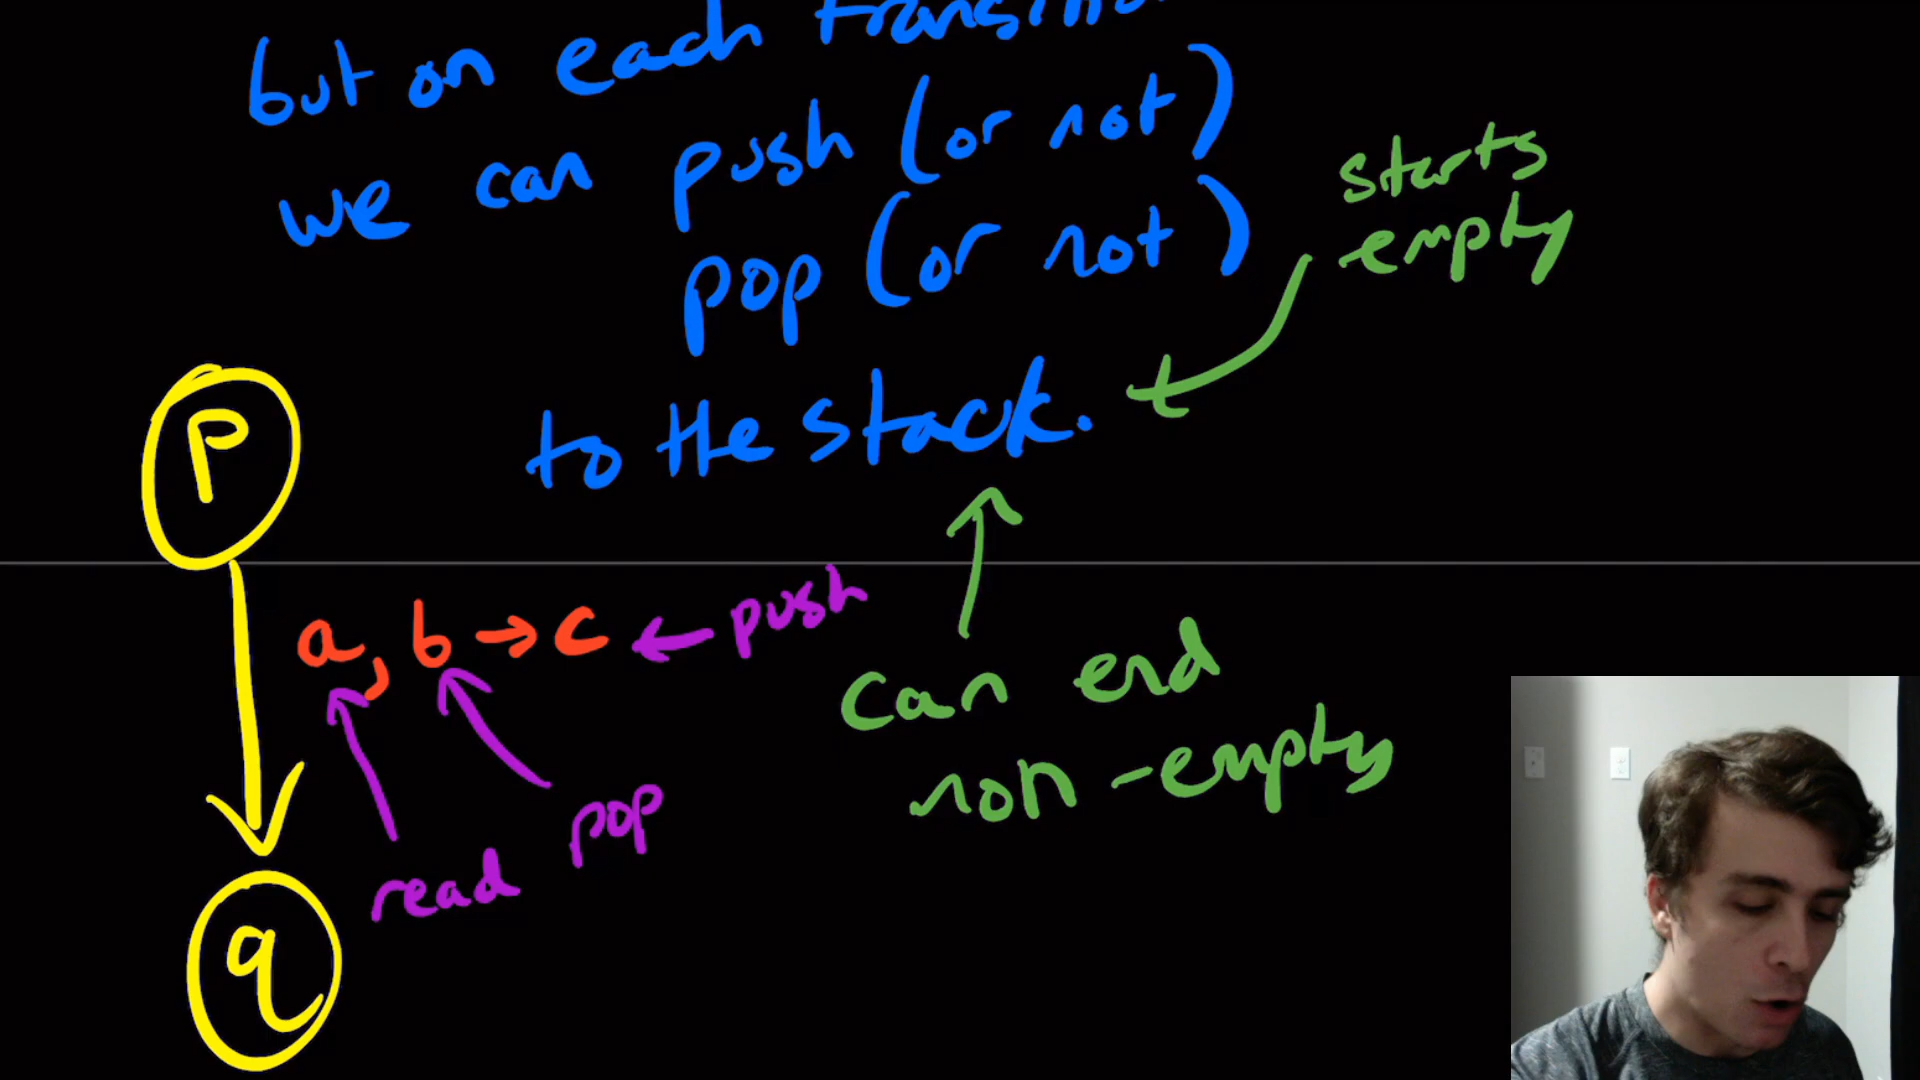 but on each
we can push (or not)
pop (or not)
to the stack.
starts
empty
p
a, b → c ← push
read
pop
can end
non-empty
q